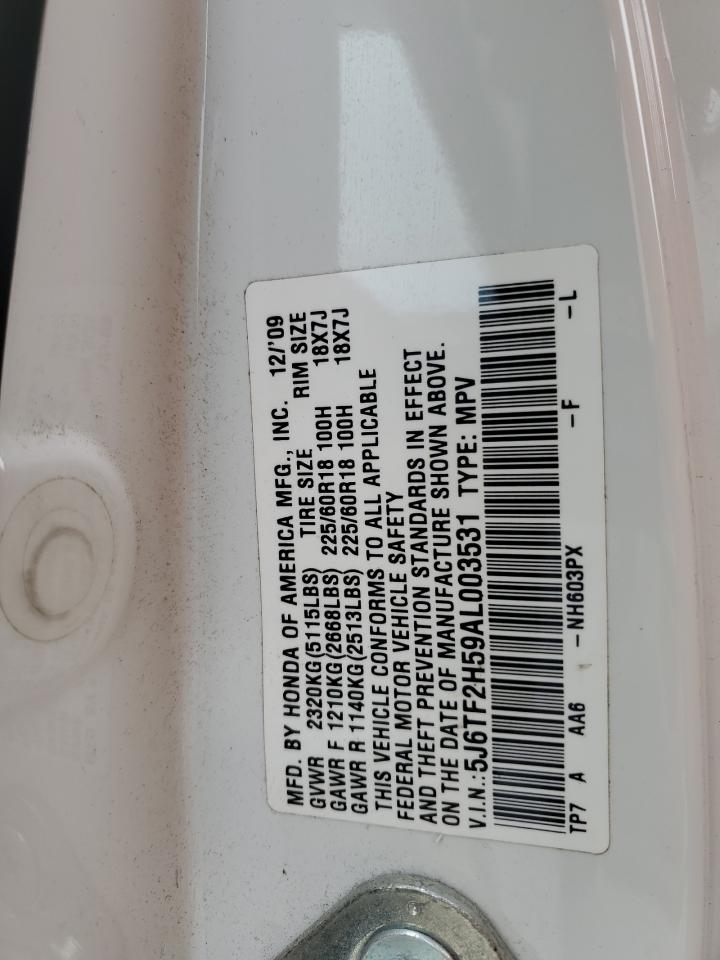 MFD. BY HONDA OF AMERICA MFG., INC. 12/'09
GVWR 2320KG(5115LBS) TIRE SIZE RIM SIZE
GAWR F 1210KG(2668LBS) 225/60R18 100H 18X7J
GAWR R 1140KG(2513LBS) 225/60R18 100H 18X7J
THIS VEHICLE CONFORMS TO ALL APPLICABLE
FEDERAL MOTOR VEHICLE SAFETY
AND THEFT PREVENTION STANDARDS IN EFFECT
ON THE DATE OF MANUFACTURE SHOWN ABOVE.
V.I.N.:5J6TF2H59AL003531 TYPE: MPV
TP7 A AA6 -NH603PX -F -L